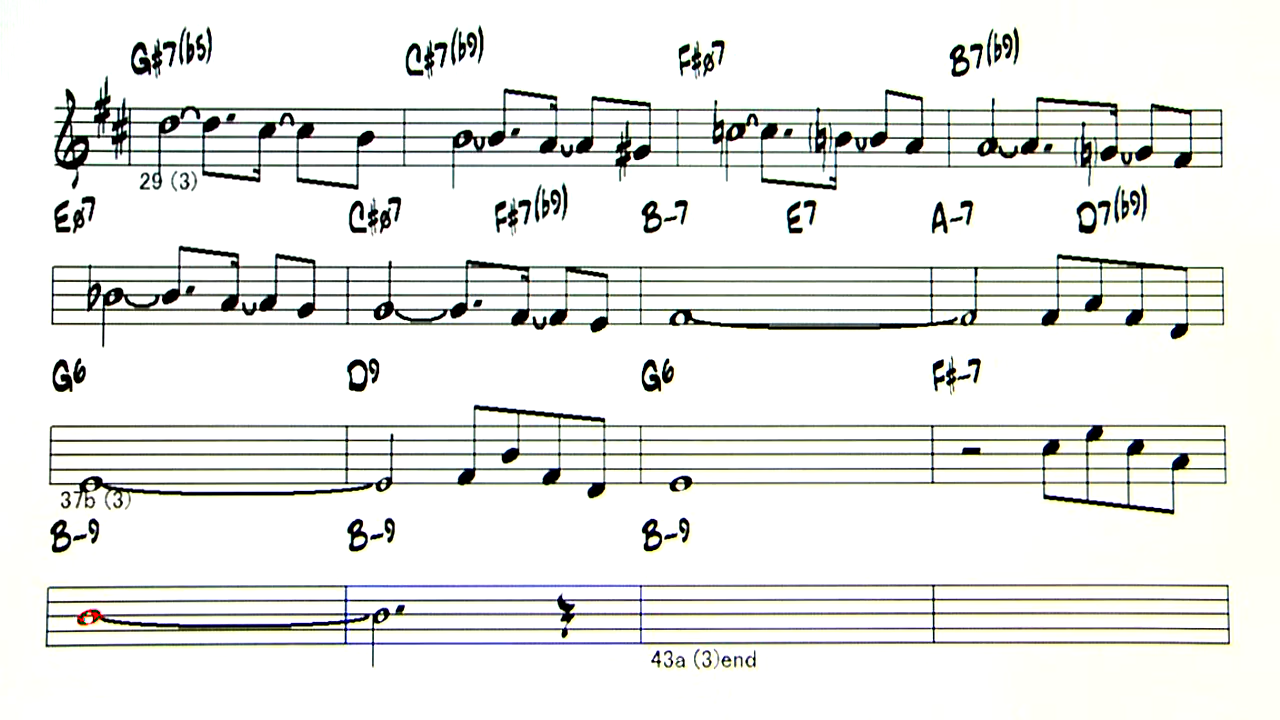 G#7(b5) C#7(b9) F#ø7 B7(b9)
29 (3)
Eø7 C#ø7 F#7(b9) B-7 E7 A-7 D7(b9)
G6 D9 G6 F#-7
37b (3)
B-9 B-9 B-9
43a (3)end